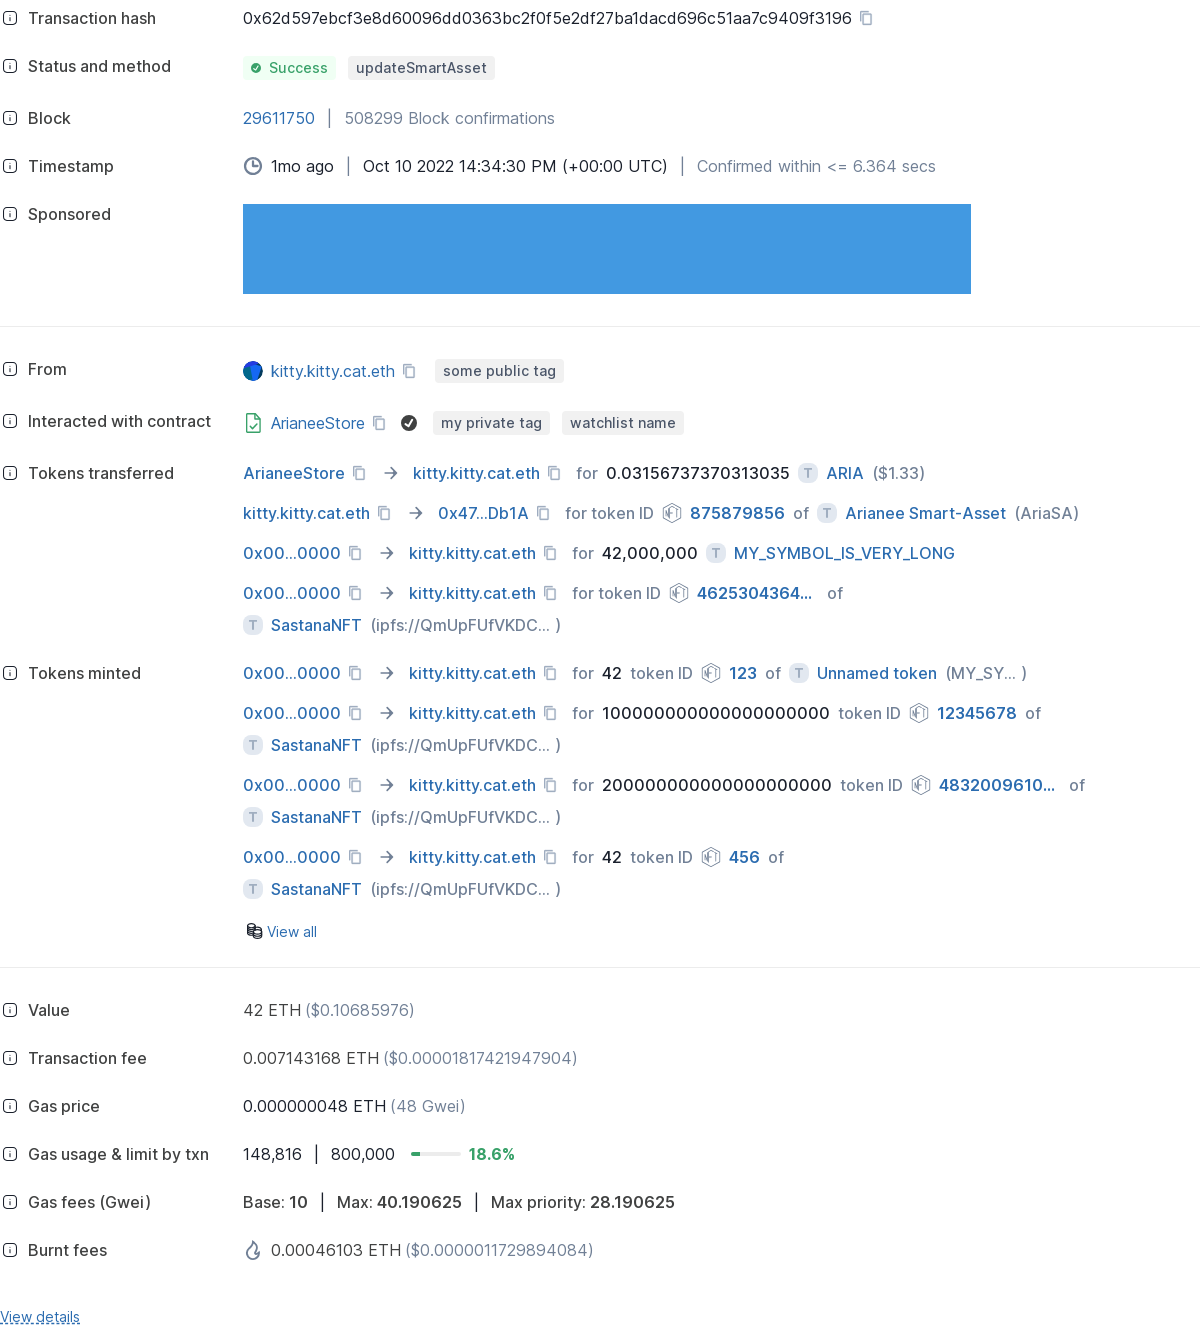 Transaction hash 0x62d597ebcf3e8d60096dd0363bc2f0f5e2df27ba1dacd696c51aa7c9409f3196
Status and method Success updateSmartAsset
Block 29611750 | 508299 Block confirmations
Timestamp 1mo ago | Oct 10 2022 14:34:30 PM (+00:00 UTC) | Confirmed within <= 6.364 secs
Sponsored
From kitty.kitty.cat.eth some public tag
Interacted with contract ArianeeStore my private tag watchlist name
Tokens transferred ArianeeStore → kitty.kitty.cat.eth for 0.03156737370313035 T ARIA ($1.33)
kitty.kitty.cat.eth → 0x47...Db1A for token ID NFT 875879856 of T Arianee Smart-Asset (AriaSA)
0x00...0000 → kitty.kitty.cat.eth for 42,000,000 T MY_SYMBOL_IS_VERY_LONG
0x00...0000 → kitty.kitty.cat.eth for token ID NFT 4625304364... of
T SastanaNFT (ipfs://QmUpFUfVKDC... )
Tokens minted 0x00...0000 → kitty.kitty.cat.eth for 42 token ID NFT 123 of T Unnamed token (MY_SY... )
0x00...0000 → kitty.kitty.cat.eth for 100000000000000000000 token ID NFT 12345678 of
T SastanaNFT (ipfs://QmUpFUfVKDC... )
0x00...0000 → kitty.kitty.cat.eth for 200000000000000000000 token ID NFT 4832009610... of
T SastanaNFT (ipfs://QmUpFUfVKDC... )
0x00...0000 → kitty.kitty.cat.eth for 42 token ID NFT 456 of
T SastanaNFT (ipfs://QmUpFUfVKDC... )
View all
Value 42 ETH ($0.10685976)
Transaction fee 0.007143168 ETH ($0.00001817421947904)
Gas price 0.000000048 ETH (48 Gwei)
Gas usage & limit by txn 148,816 | 800,000 18.6%
Gas fees (Gwei) Base: 10 | Max: 40.190625 | Max priority: 28.190625
Burnt fees 0.00046103 ETH ($0.0000011729894084)
View details